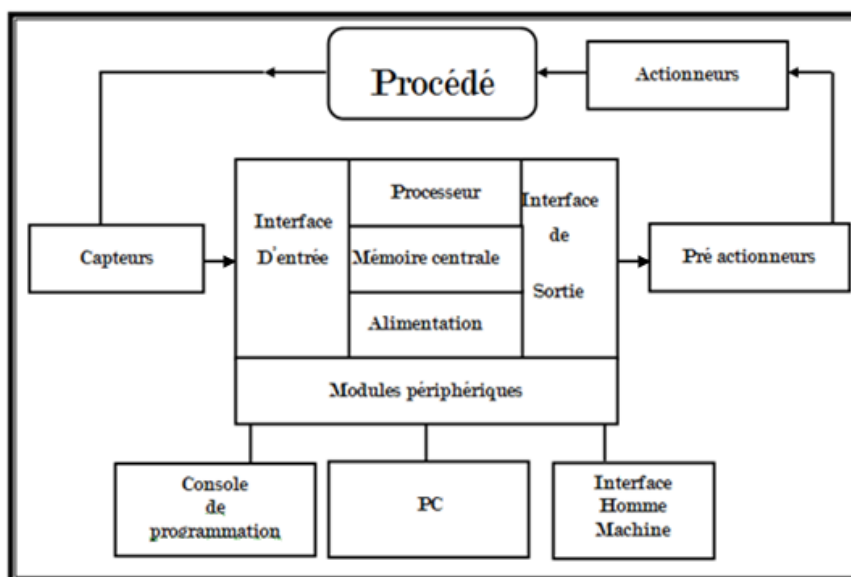 Procédé
Actionneurs
Capteurs
Interface
D'entrée
Processeur
Mémoire centrale
Alimentation
Interface
de
Sortie
Pré actionneurs
Modules périphériques
Console
de
programmation
PC
Interface
Homme
Machine